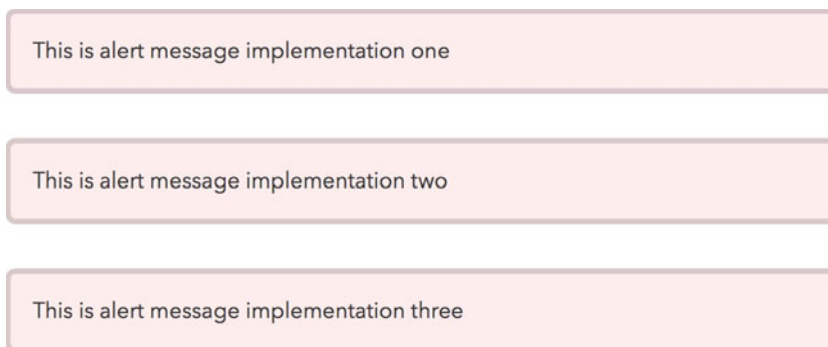 This is alert message implementation one
This is alert message implementation two
This is alert message implementation three